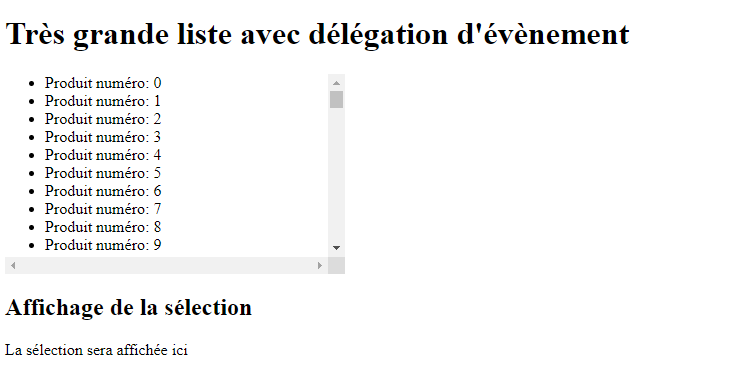 Très grande liste avec délégation d'évènement
Produit numéro: 0
Produit numéro: 1
Produit numéro: 2
Produit numéro: 3
Produit numéro: 4
Produit numéro: 5
Produit numéro: 6
Produit numéro: 7
Produit numéro: 8
Produit numéro: 9
Affichage de la sélection
La sélection sera affichée ici